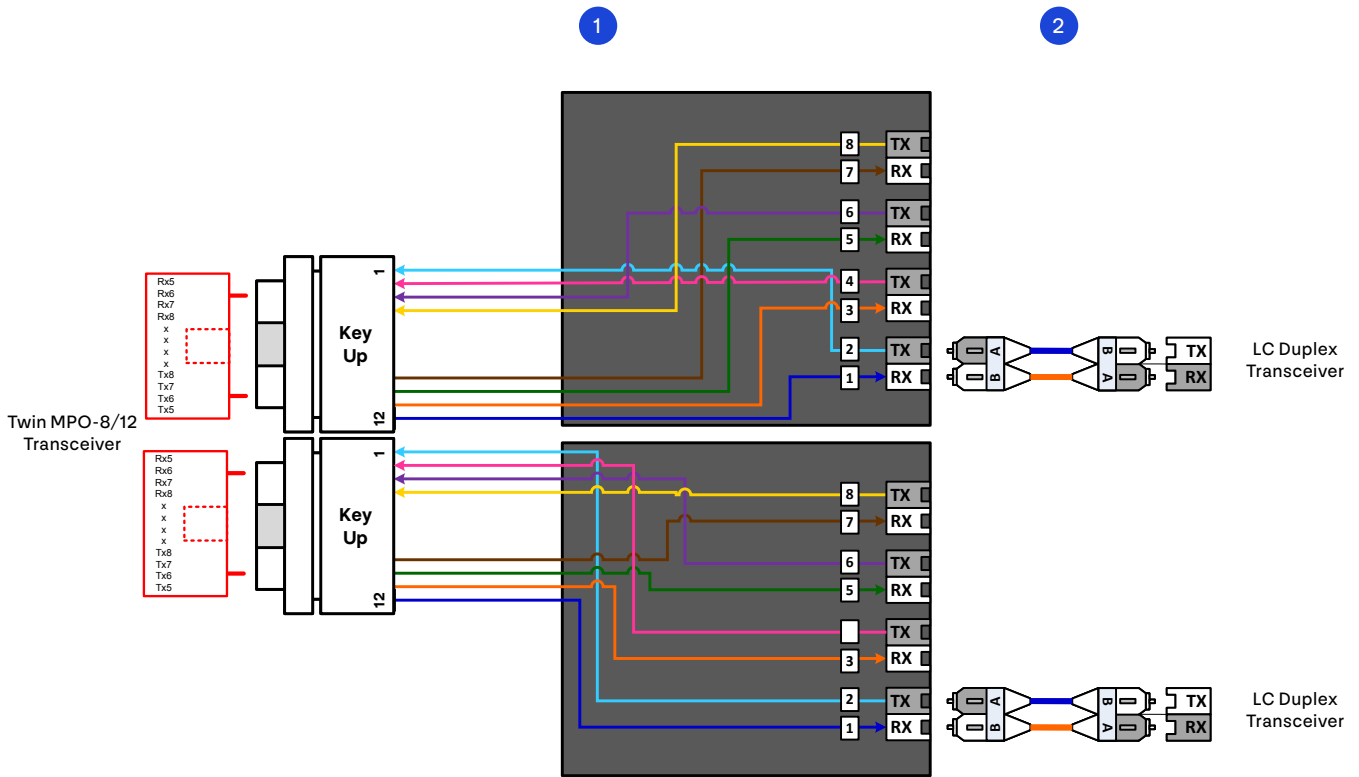 1
2
8 TX
7 RX
6 TX
5 RX
4 TX
3 RX
2 TX
1 RX
1
Key
Up
12
Rx5
Rx6
Rx7
Rx8
x
x
x
x
Tx8
Tx7
Tx6
Tx5
A B TX
B A RX
LC Duplex
Transceiver
Twin MPO-8/12
Transceiver
Rx5
Rx6
Rx7
Rx8
x
x
x
x
Tx8
Tx7
Tx6
Tx5
1
Key
Up
12
8 TX
7 RX
6 TX
5 RX
TX
3 RX
2 TX
1 RX
A B TX
B A RX
LC Duplex
Transceiver